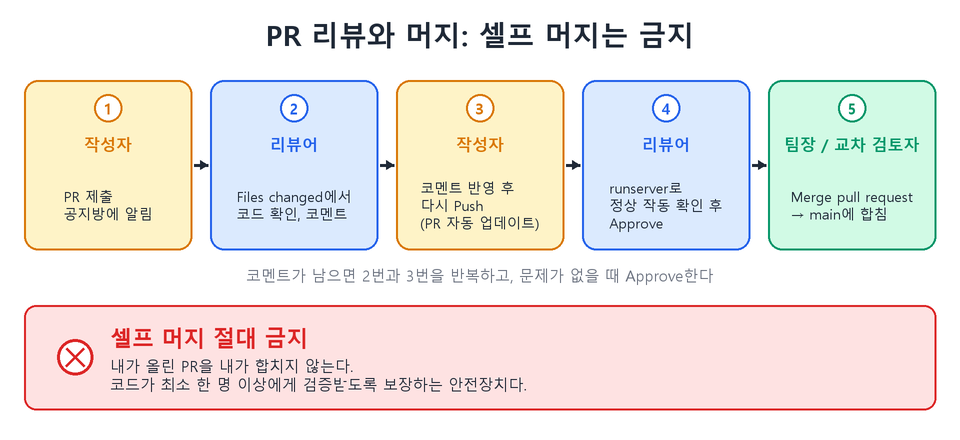 PR 리뷰와 머지: 셀프 머지는 금지
1
작성자
PR 제출
공지방에 알림
2
리뷰어
Files changed에서
코드 확인, 코멘트
3
작성자
코멘트 반영 후
다시 Push
(PR 자동 업데이트)
4
리뷰어
runserver로
정상 작동 확인 후
Approve
5
팀장 / 교차 검토자
Merge pull request
→ main에 합침
코멘트가 남으면 2번과 3번을 반복하고, 문제가 없을 때 Approve한다
셀프 머지 절대 금지
내가 올린 PR을 내가 합치지 않는다.
코드가 최소 한 명 이상에게 검증받도록 보장하는 안전장치다.